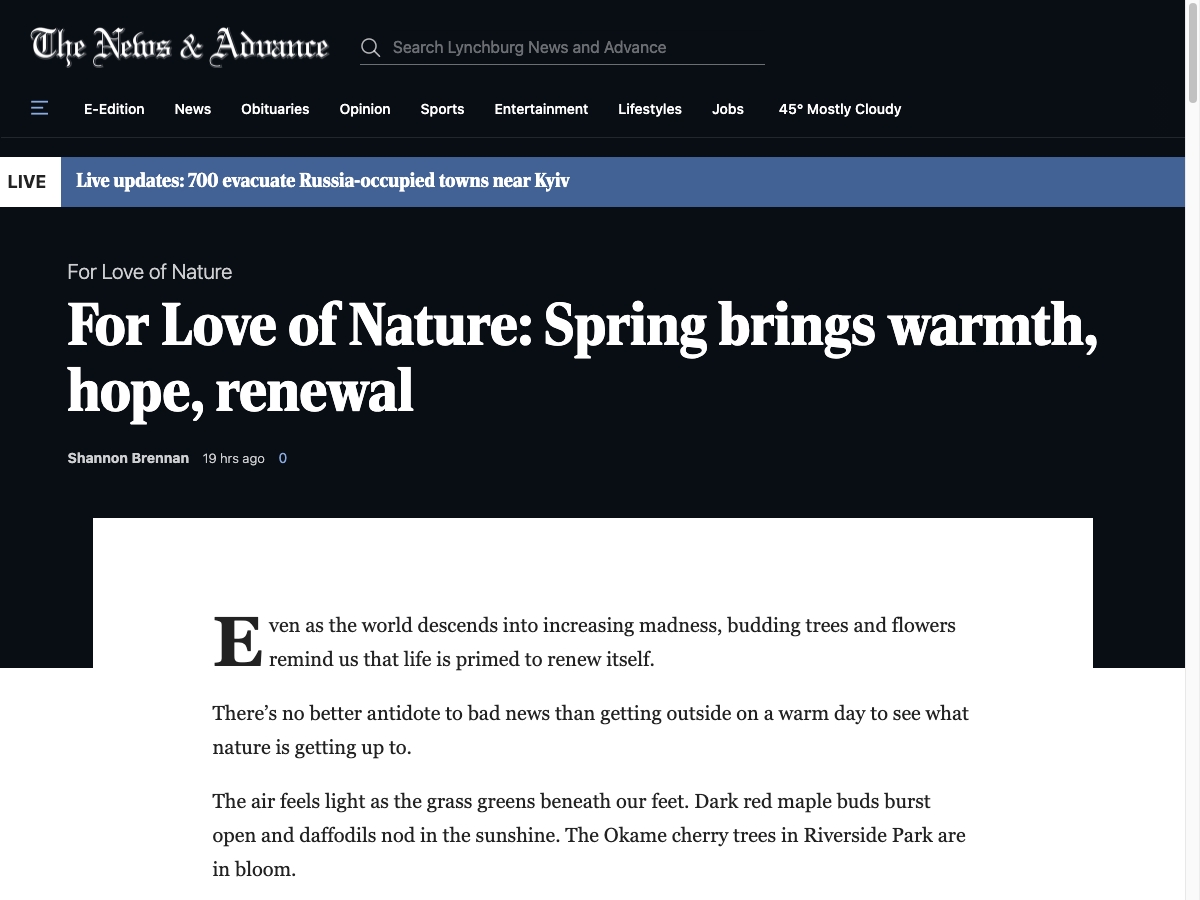 The News & Advance
Search Lynchburg News and Advance
E-Edition News Obituaries Opinion Sports Entertainment Lifestyles Jobs 45° Mostly Cloudy
LIVE Live updates: 700 evacuate Russia-occupied towns near Kyiv
For Love of Nature
For Love of Nature: Spring brings warmth,
hope, renewal
Shannon Brennan 19 hrs ago 0
Even as the world descends into increasing madness, budding trees and flowers
remind us that life is primed to renew itself.
There’s no better antidote to bad news than getting outside on a warm day to see what
nature is getting up to.
The air feels light as the grass greens beneath our feet. Dark red maple buds burst
open and daffodils nod in the sunshine. The Okame cherry trees in Riverside Park are
in bloom.